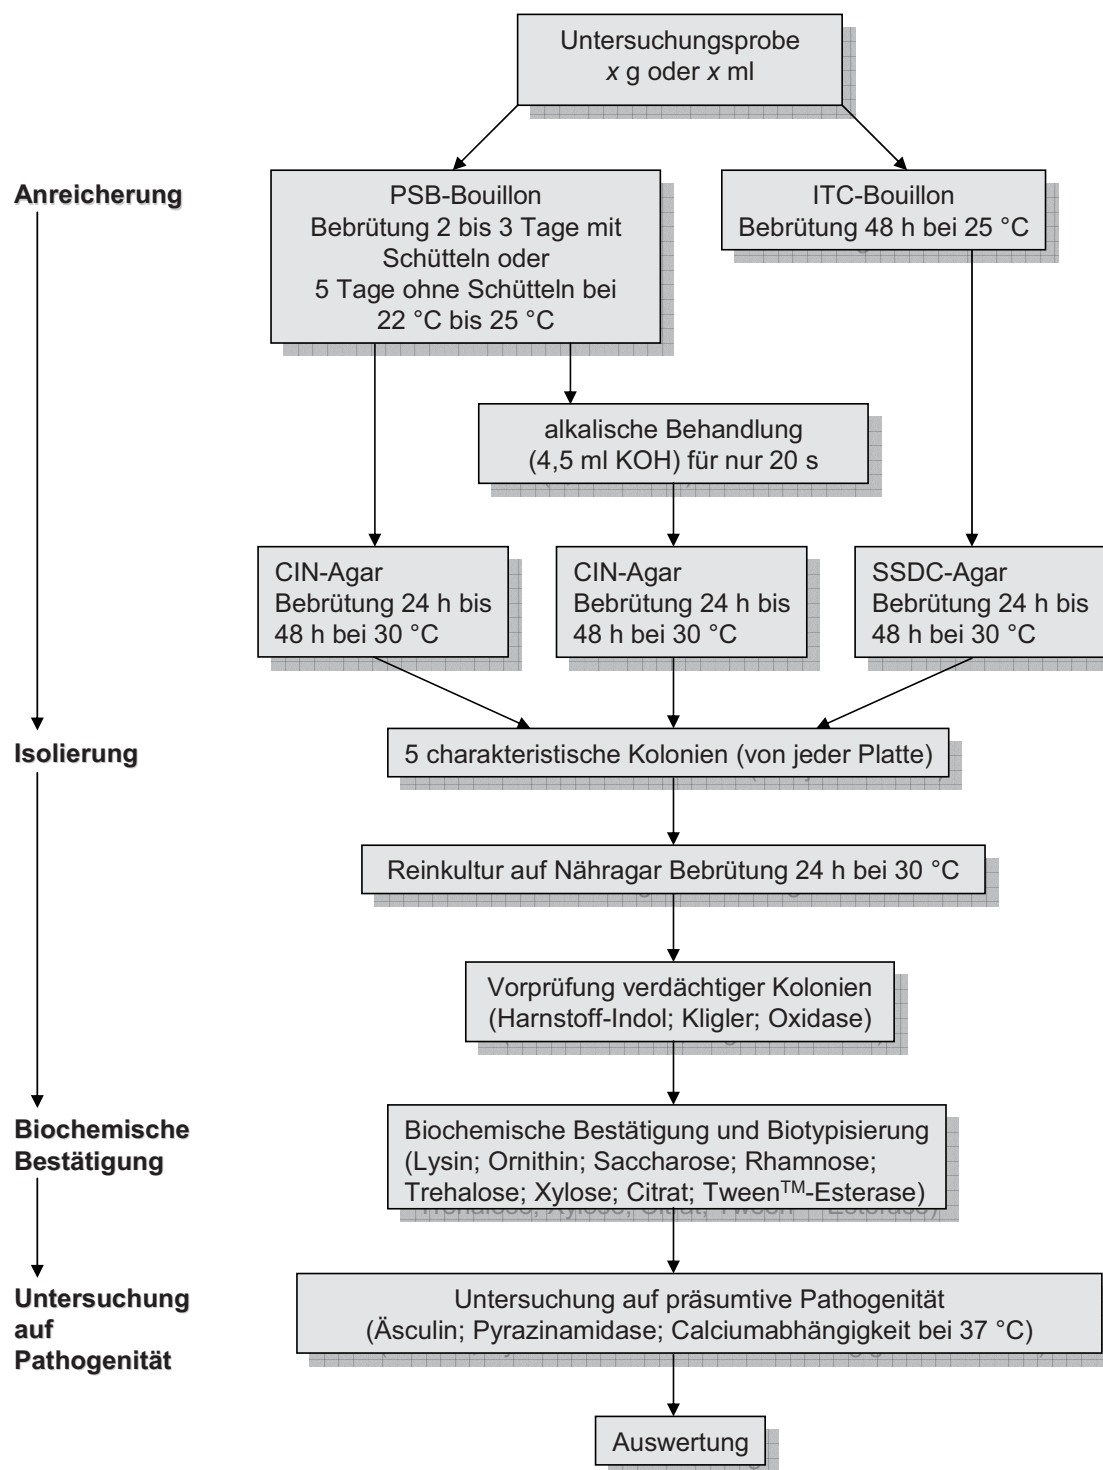 Untersuchungsprobe
x g oder x ml
Anreicherung
PSB-Bouillon
Bebrütung 2 bis 3 Tage mit
Schütteln oder
5 Tage ohne Schütteln bei
22 °C bis 25 °C
ITC-Bouillon
Bebrütung 48 h bei 25 °C
alkalische Behandlung
(4,5 ml KOH) für nur 20 s
CIN-Agar
Bebrütung 24 h bis
48 h bei 30 °C
CIN-Agar
Bebrütung 24 h bis
48 h bei 30 °C
SSDC-Agar
Bebrütung 24 h bis
48 h bei 30 °C
Isolierung
5 charakteristische Kolonien (von jeder Platte)
Reinkultur auf Nähragar Bebrütung 24 h bei 30 °C
Vorprüfung verdächtiger Kolonien
(Harnstoff-Indol; Kligler; Oxidase)
Biochemische
Bestätigung
Biochemische Bestätigung und Biotypisierung
(Lysin; Ornithin; Saccharose; Rhamnose;
Trehalose; Xylose; Citrat; Tween™-Esterase)
Untersuchung
auf
Pathogenität
Untersuchung auf präsumtive Pathogenität
(Äsculin; Pyrazinamidase; Calciumabhängigkeit bei 37 °C)
Auswertung